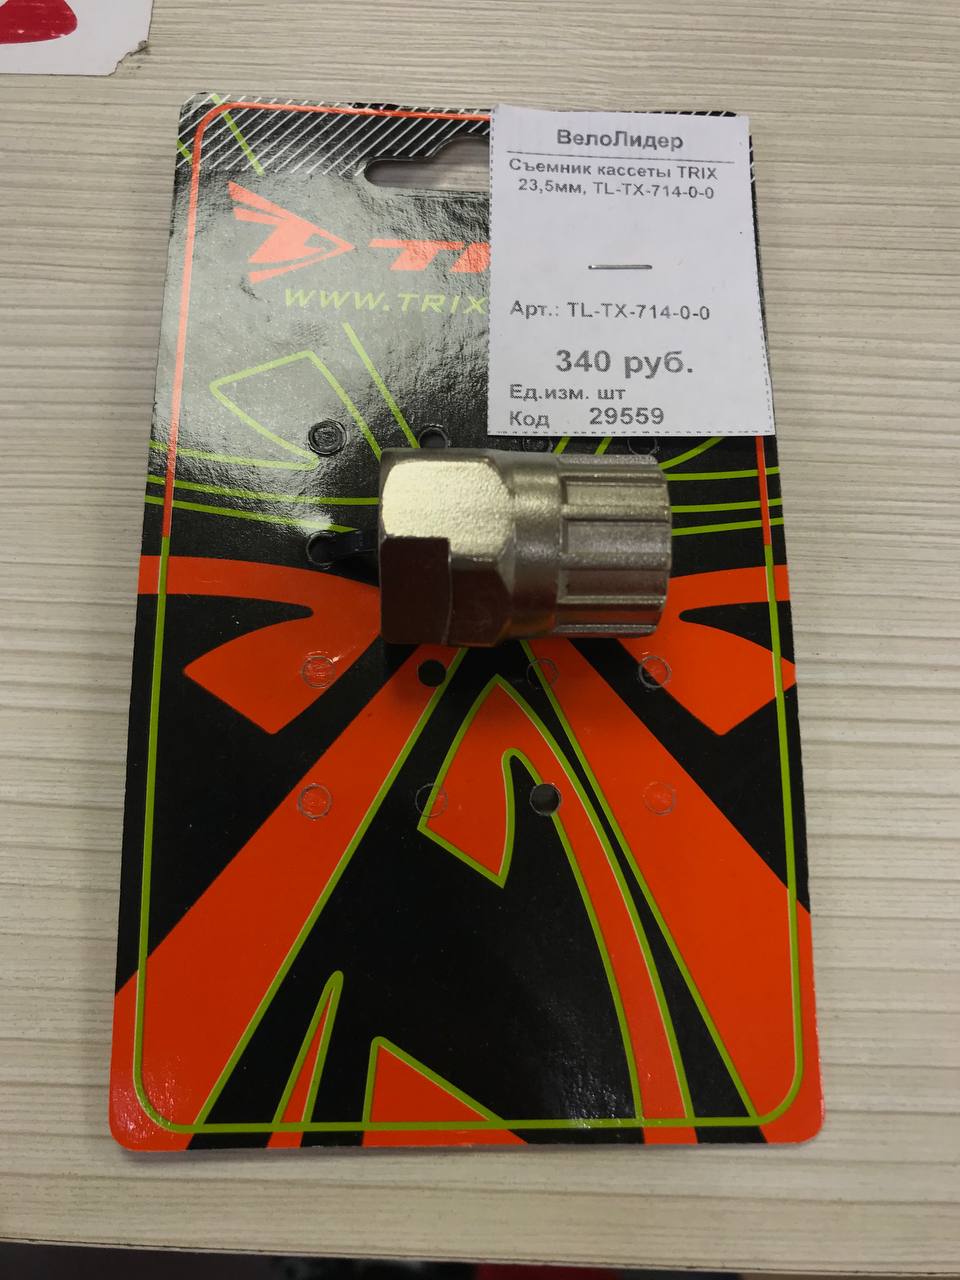 ВелоЛидер
Съемник кассеты TRIX
23,5мм, TL-TX-714-0-0
Арт.: TL-TX-714-0-0
340 руб.
Ед.изм. шт
Код 29559
WWW.TRIX